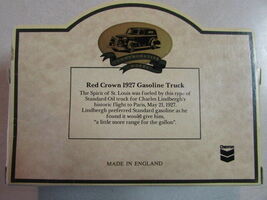 COMMEMORATIVE
Red Crown 1927 Gasoline Truck
The Spirit of St. Louis was fueled by this type of
Standard Oil truck for Charles Lindbergh's
historic flight to Paris, May 21, 1927.
Lindbergh preferred Standard gasoline as he
found it would give him,
"a little more range for the gallon".
MADE IN ENGLAND
Chevron